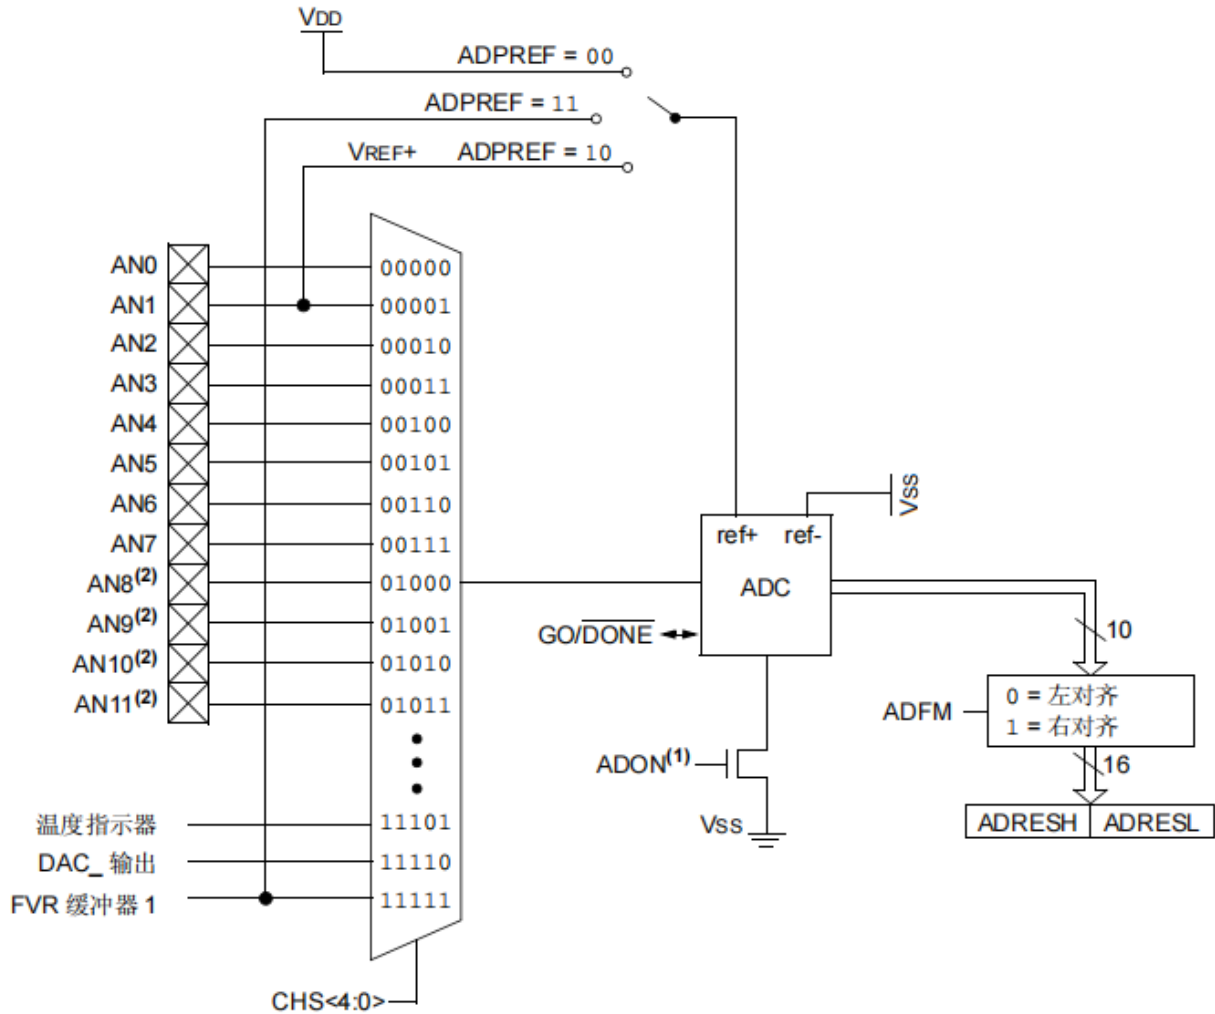 VDD
ADPREF = 00
ADPREF = 11
VREF+ ADPREF = 10
AN0 00000
AN1 00001
AN2 00010
AN3 00011
AN4 00100
AN5 00101
AN6 00110
AN7 00111
AN8(2) 01000
AN9(2) 01001
AN10(2) 01010
AN11(2) 01011
温度指示器 11101
DAC_ 输出 11110
FVR 缓冲器 1 11111
CHS<4:0>
Vss
ref+ ref-
ADC
GO/DONE
10
ADFM
0 = 左对齐
1 = 右对齐
16
ADON(1)
Vss
ADRESH ADRESL